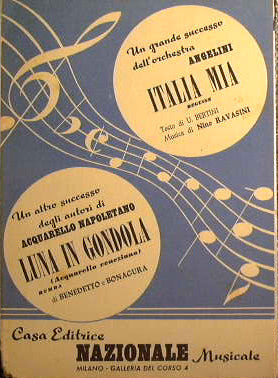 Un grande successo
dell'orchestra
ANGELINI
ITALIA MIA
Testo di U. BERTINI
Musica di Nino RAVASINI
Un altro successo
degli autori di
ACQUARELLO NAPOLETANO
LUNA IN GONDOLA
(Acquarello veneziano)
RUMBA
di BENEDETTO e BONAGURA
Casa Editrice
NAZIONALE Musicale
MILANO - GALLERIA DEL CORSO 4